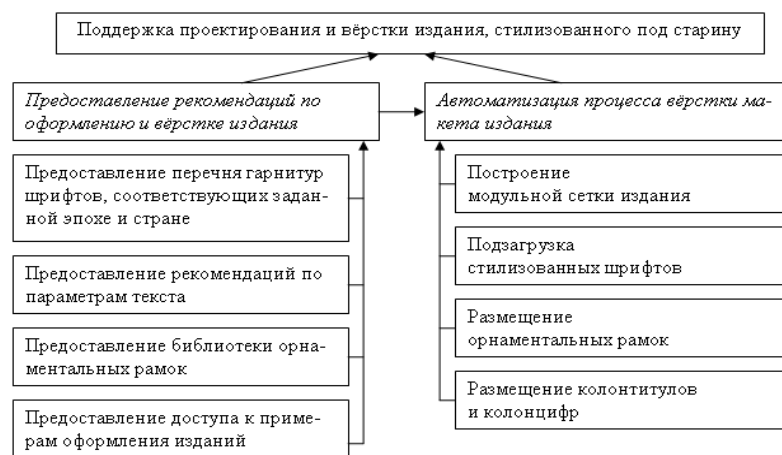 Поддержка проектирования и вёрстки издания, стилизованного под старину
Предоставление рекомендаций по
оформлению и вёрстке издания
Автоматизация процесса вёрстки ма-
кета издания
Предоставление перечня гарнитур
шрифтов, соответствующих задан-
ной эпохе и стране
Предоставление рекомендаций по
параметрам текста
Предоставление библиотеки орна-
ментальных рамок
Предоставление доступа к приме-
рам оформления изданий
Построение
модульной сетки издания
Подзагрузка
стилизованных шрифтов
Размещение
орнаментальных рамок
Размещение колонтитулов
и колонцифр